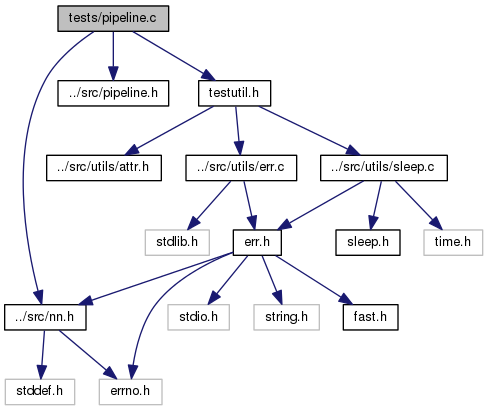 tests/pipeline.c
../src/pipeline.h
testutil.h
../src/utils/attr.h
../src/utils/err.c
../src/utils/sleep.c
stdlib.h
err.h
sleep.h
time.h
../src/nn.h
stdio.h
string.h
fast.h
stddef.h
errno.h